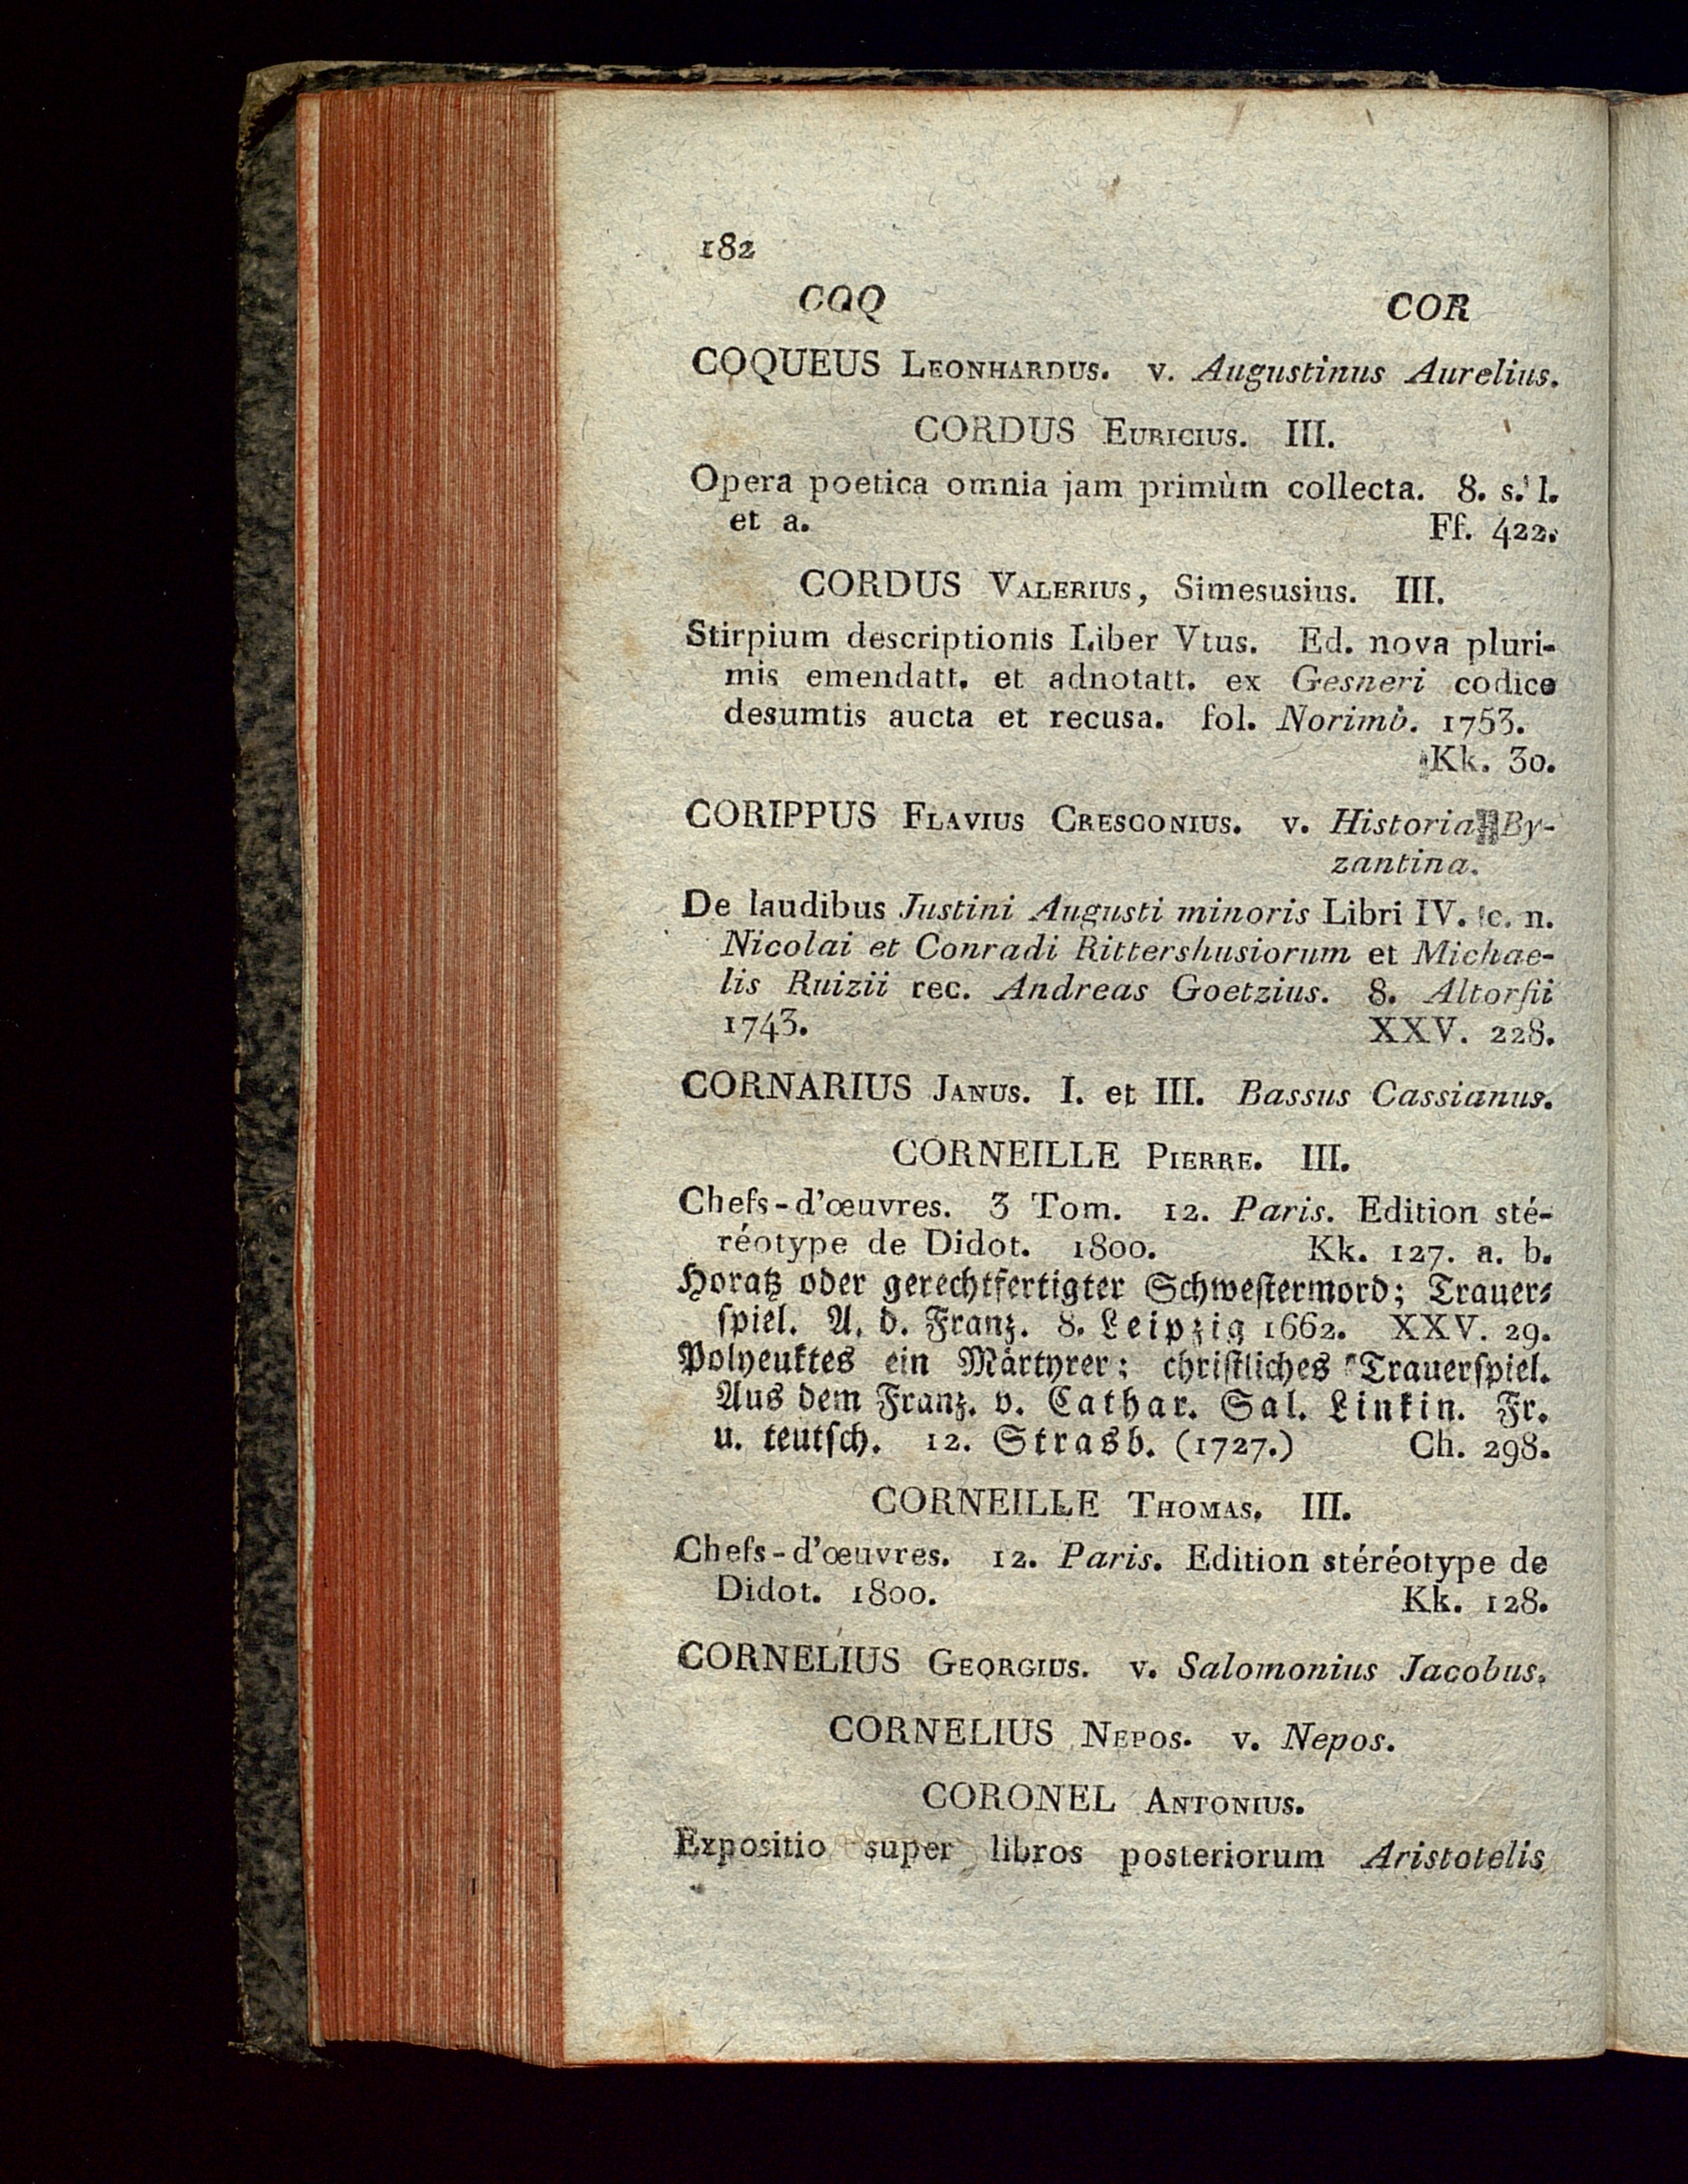 182
COQ COR
COQUEUS Leonhardus. v. Augustinus Aurelius.
CORDUS Euricius. III.
Opera poetica omnia jam primùm collecta. 8. s. l.
et a. Ff. 422.
CORDUS Valerius, Simesusius. III.
Stirpium descriptionis Liber Vtus. Ed. nova pluri-
mis emendatt. et adnotatt. ex Gesneri codice
desumtis aucta et recusa. fol. Norimb. 1753.
Kk. 30.
CORIPPUS Flavius Cresconius. v. Historia By-
zantina.
De laudibus Justini Augusti minoris Libri IV. c. n.
Nicolai et Conradi Rittershusiorum et Michae-
lis Ruizii rec. Andreas Goetzius. 8. Altorfii
1743. XXV. 228.
CORNARIUS Janus. I. et III. Bassus Cassianus.
CORNEILLE Pierre. III.
Chefs-d'œuvres. 3 Tom. 12. Paris. Edition sté-
réotype de Didot. 1800. Kk. 127. a. b.
Horatz oder gerechtfertigter Schwestermord; Trauer⸗
ſpiel. A. d. Franz. 8. Leipzig 1662. XXV. 29.
Polyeuktes ein Märtyrer; chriſtliches Trauerſpiel.
Aus dem Franz. v. Cathar. Sal. Linkin. Fr.
u. teutſch. 12. Strasb. (1727.) Ch. 298.
CORNEILLE Thomas. III.
Chefs-d'œuvres. 12. Paris. Edition stéréotype de
Didot. 1800. Kk. 128.
CORNELIUS Georgius. v. Salomonius Jacobus.
CORNELIUS Nepos. v. Nepos.
CORONEL Antonius.
Expositio super libros posteriorum Aristotelis